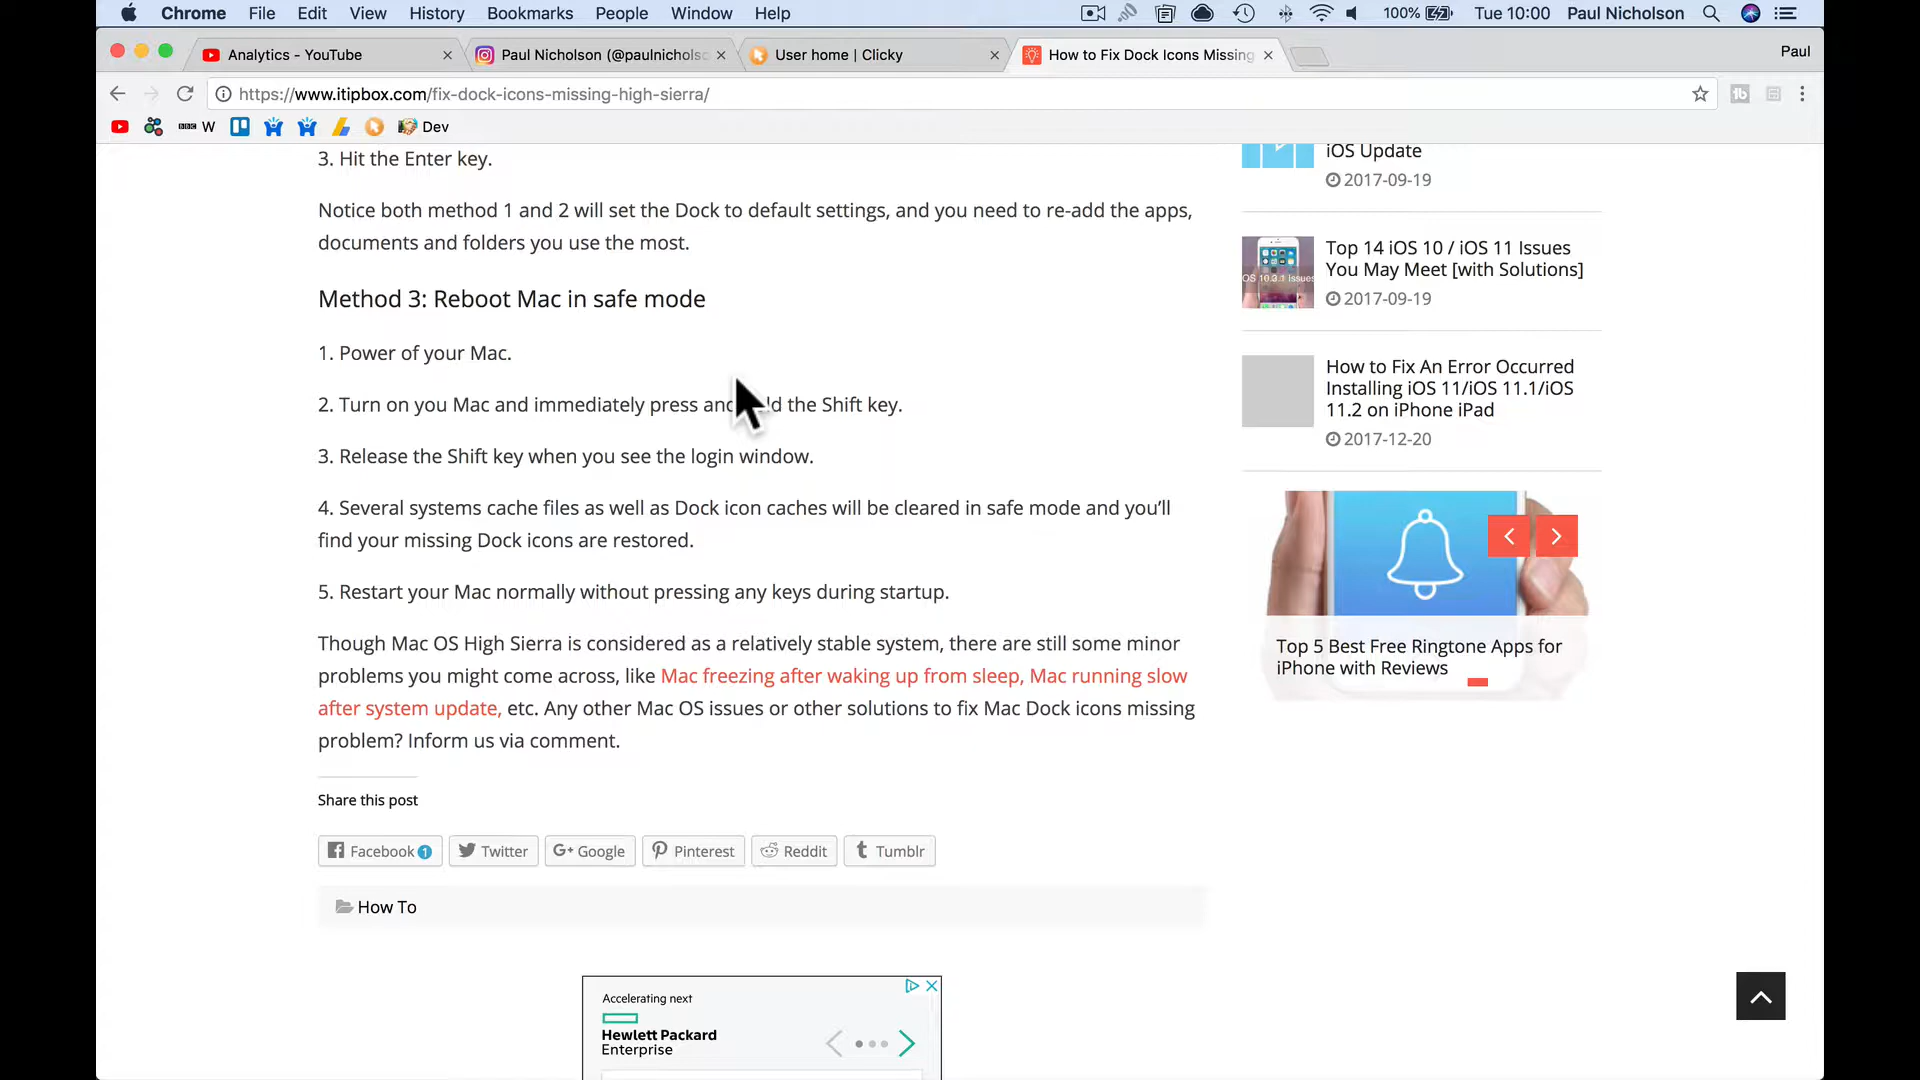 Chrome File Edit View History Bookmarks People Window Help 100% Tue 10:00 Paul Nicholson
Analytics - YouTube
Paul Nicholson (@paulnichols
User home | Clicky
How to Fix Dock Icons Missing
Paul
https://www.itipbox.com/fix-dock-icons-missing-high-sierra/
BBC W
Dev
3. Hit the Enter key.
Notice both method 1 and 2 will set the Dock to default settings, and you need to re-add the apps,
documents and folders you use the most.
Method 3: Reboot Mac in safe mode
1. Power of your Mac.
2. Turn on you Mac and immediately press and the Shift key.
3. Release the Shift key when you see the login window.
4. Several systems cache files as well as Dock icon caches will be cleared in safe mode and you’ll
find your missing Dock icons are restored.
5. Restart your Mac normally without pressing any keys during startup.
Though Mac OS High Sierra is considered as a relatively stable system, there are still some minor
problems you might come across, like Mac freezing after waking up from sleep, Mac running slow
after system update, etc. Any other Mac OS issues or other solutions to fix Mac Dock icons missing
problem? Inform us via comment.
Share this post
Facebook 1
Twitter
G+ Google
Pinterest
Reddit
Tumblr
How To
iOS Update
2017-09-19
OS 10.3.1 Issues
Top 14 iOS 10 / iOS 11 Issues
You May Meet [with Solutions]
2017-09-19
How to Fix An Error Occurred
Installing iOS 11/iOS 11.1/iOS
11.2 on iPhone iPad
2017-12-20
Top 5 Best Free Ringtone Apps for
iPhone with Reviews
Accelerating next
Hewlett Packard
Enterprise